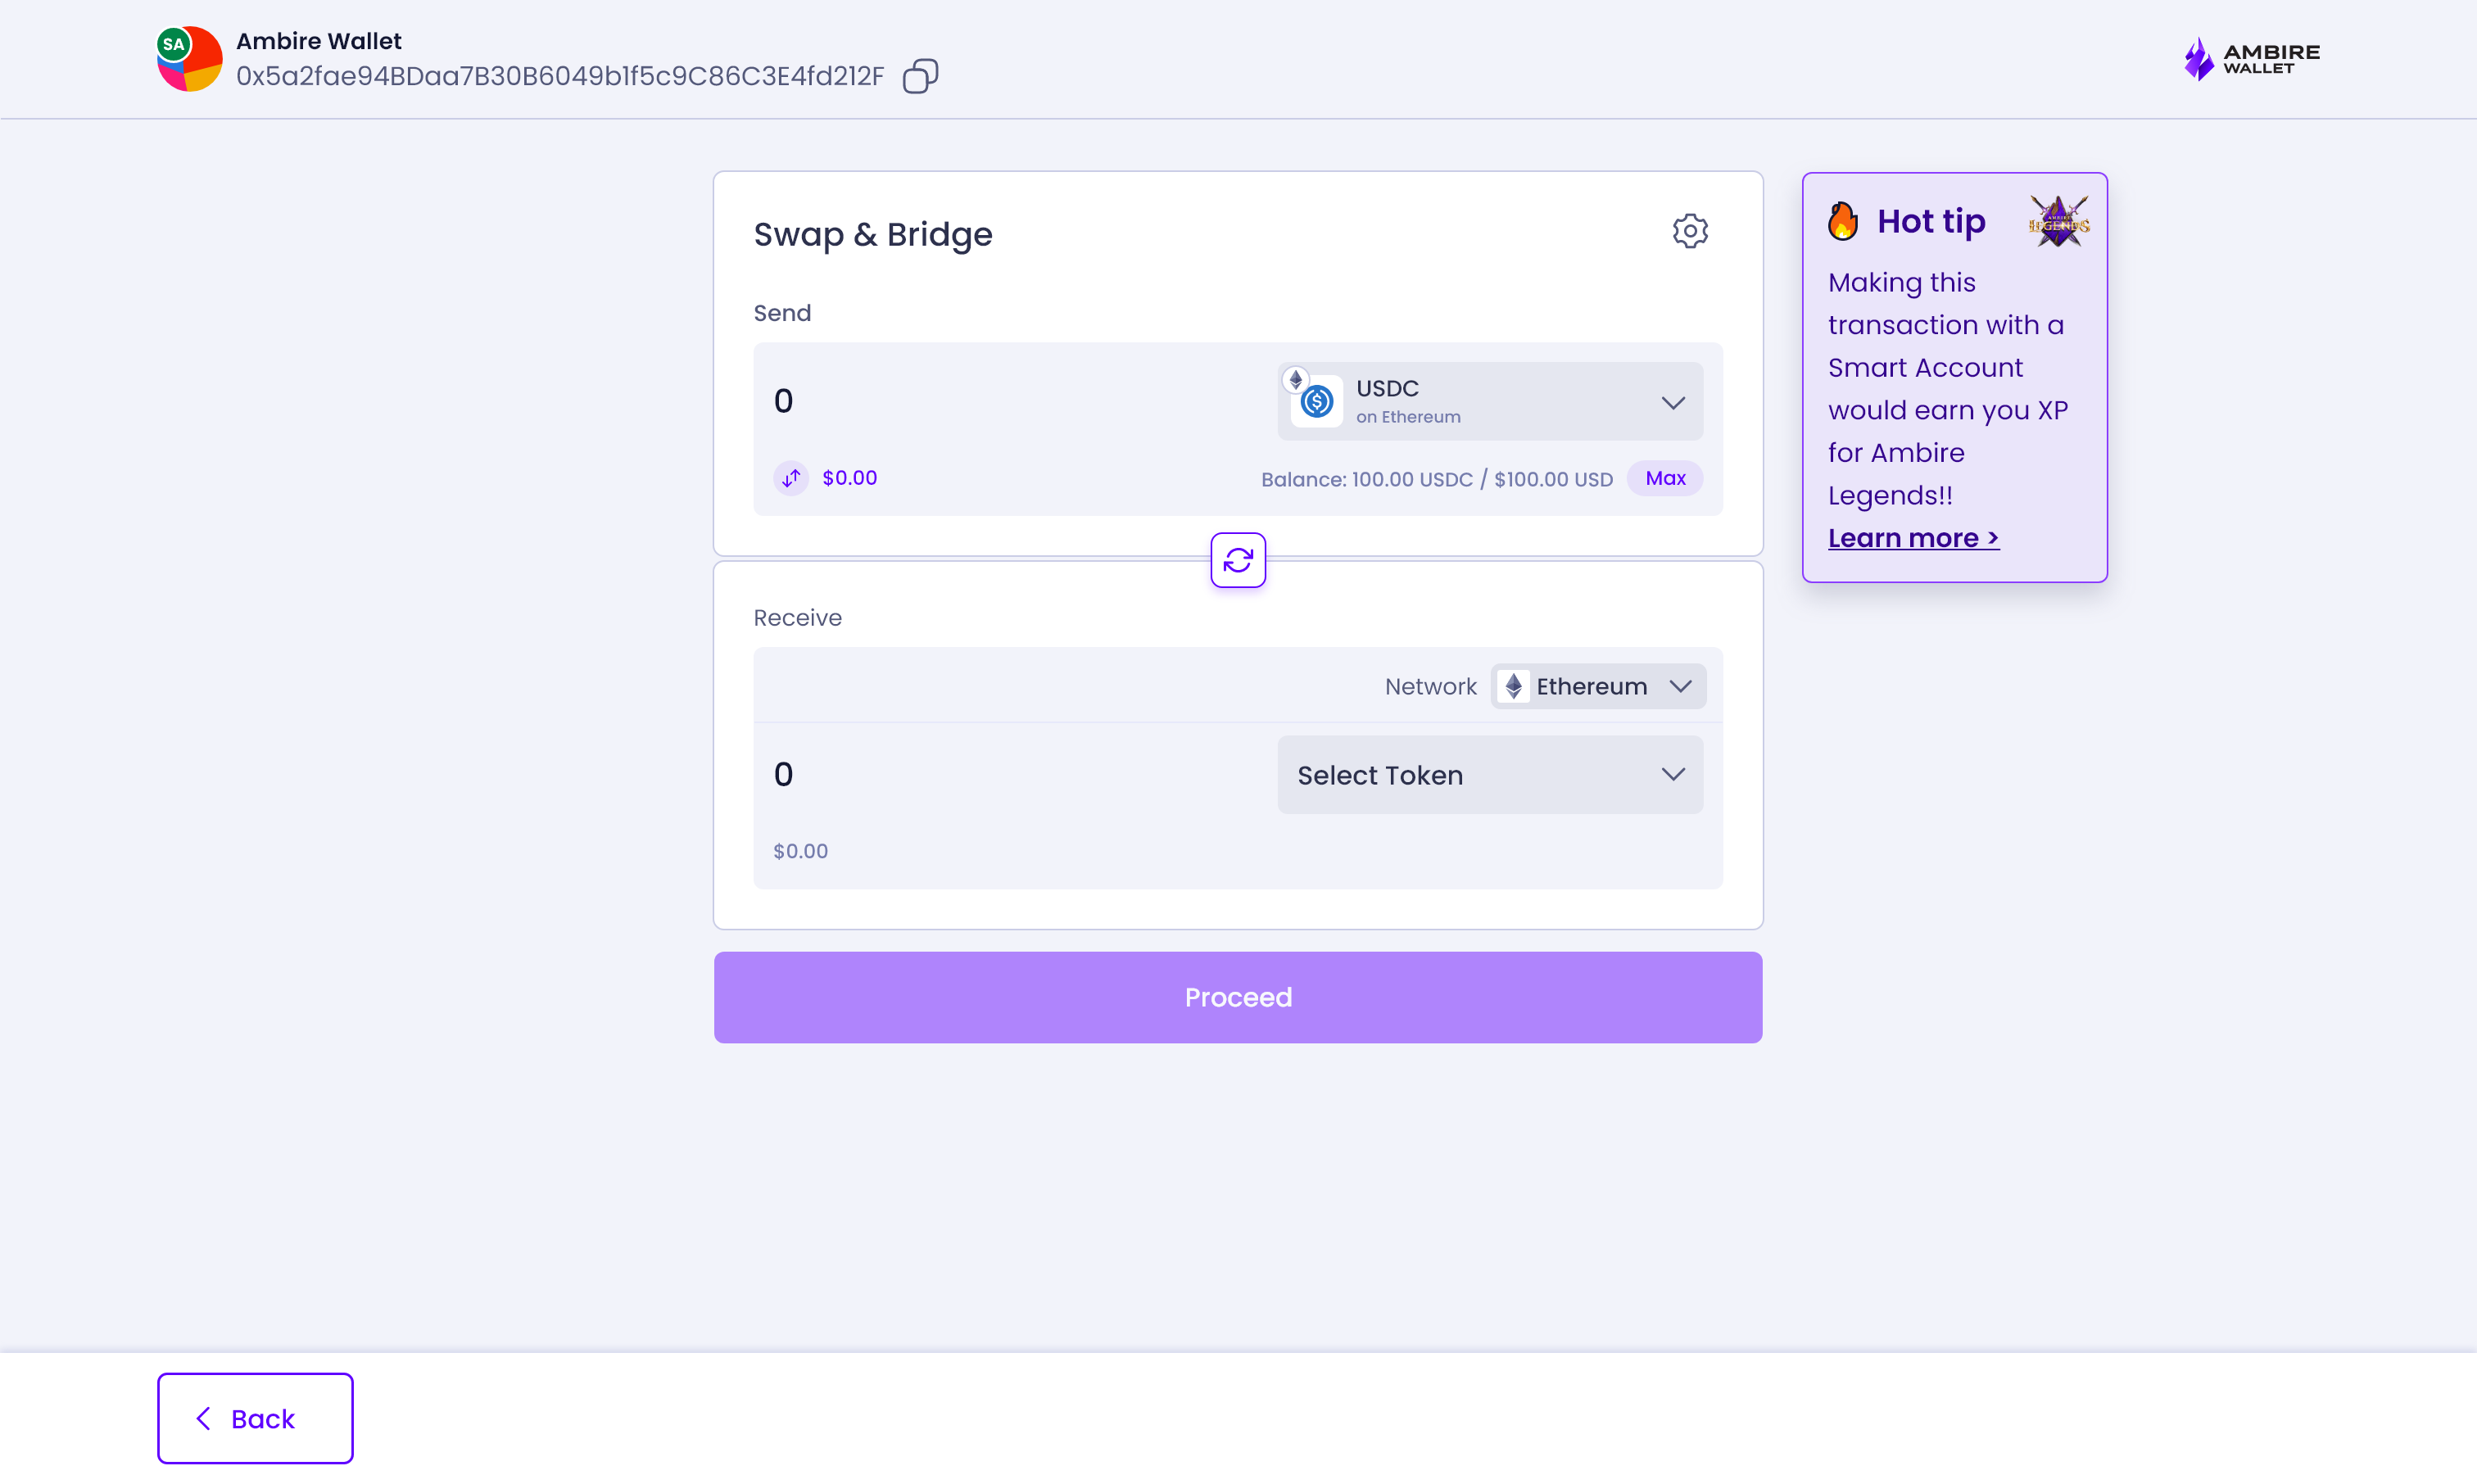 SA
Ambire Wallet
0x5a2fae94BDaa7B30B6049b1f5c9C86C3E4fd212F
AMBIRE
WALLET
Swap & Bridge
Send
0
USDC
on Ethereum
$0.00
Balance: 100.00 USDC / $100.00 USD
Max
Hot tip
LEGENDS
Making this
transaction with a
Smart Account
would earn you XP
for Ambire
Legends!!
Learn more >
Receive
Network
Ethereum
0
Select Token
$0.00
Proceed
Back